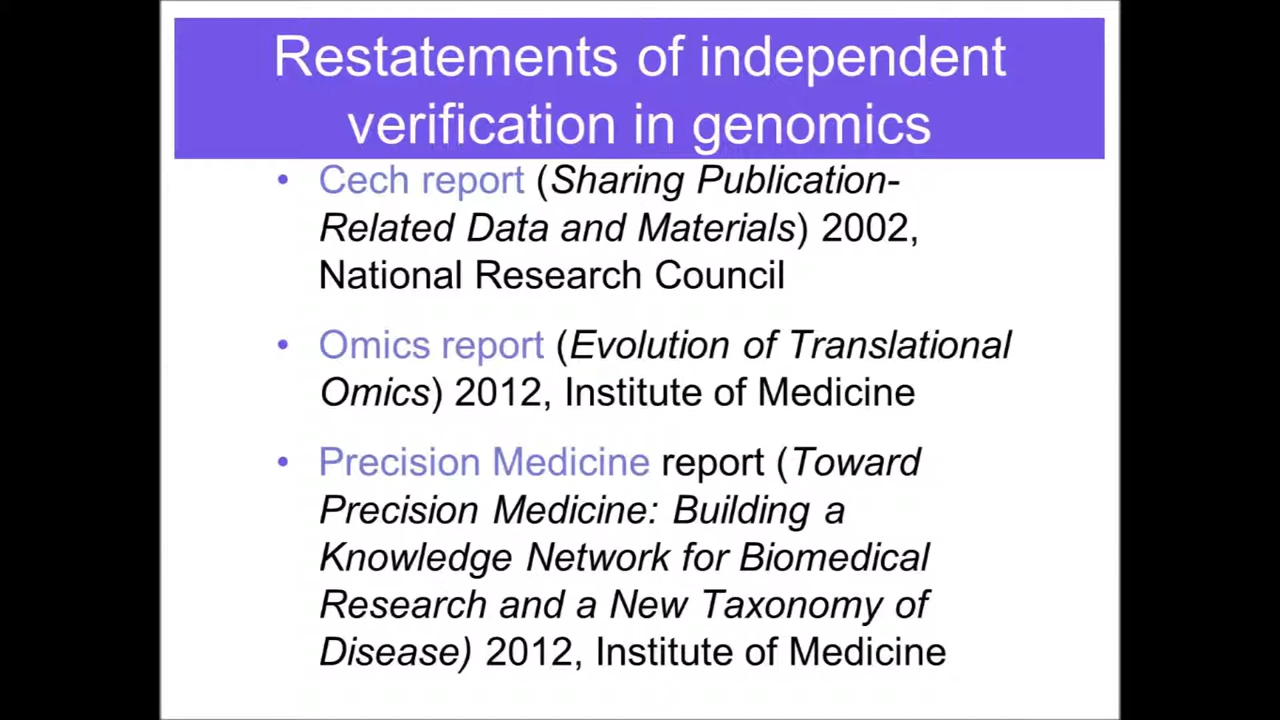 Restatements of independent
verification in genomics
• Cech report (Sharing Publication-
Related Data and Materials) 2002,
National Research Council
• Omics report (Evolution of Translational
Omics) 2012, Institute of Medicine
• Precision Medicine report (Toward
Precision Medicine: Building a
Knowledge Network for Biomedical
Research and a New Taxonomy of
Disease) 2012, Institute of Medicine